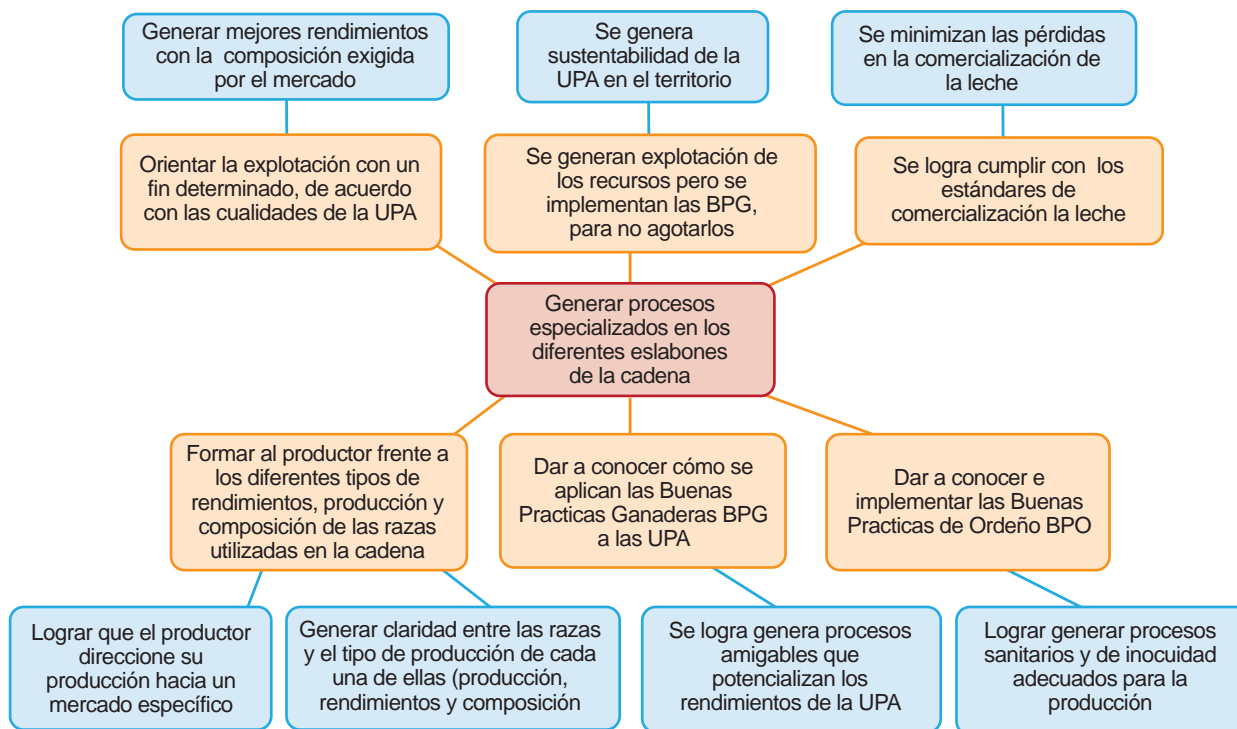 Generar mejores rendimientos
con la composición exigida
por el mercado
Se genera
sustentabilidad de la
UPA en el territorio
Se minimizan las pérdidas
en la comercialización de
la leche
Orientar la explotación con un
fin determinado, de acuerdo
con las cualidades de la UPA
Se generan explotación de
los recursos pero se
implementan las BPG,
para no agotarlos
Se logra cumplir con los
estándares de
comercialización la leche
Generar procesos
especializados en los
diferentes eslabones
de la cadena
Formar al productor frente a
los diferentes tipos de
rendimientos, producción y
composición de las razas
utilizadas en la cadena
Dar a conocer cómo se
aplican las Buenas
Practicas Ganaderas BPG
a las UPA
Dar a conocer e
implementar las Buenas
Practicas de Ordeño BPO
Lograr que el productor
direccione su
producción hacia un
mercado específico
Generar claridad entre las razas
y el tipo de producción de cada
una de ellas (producción,
rendimientos y composición
Se logra genera procesos
amigables que
potencializan los
rendimientos de la UPA
Lograr generar procesos
sanitarios y de inocuidad
adecuados para la
producción